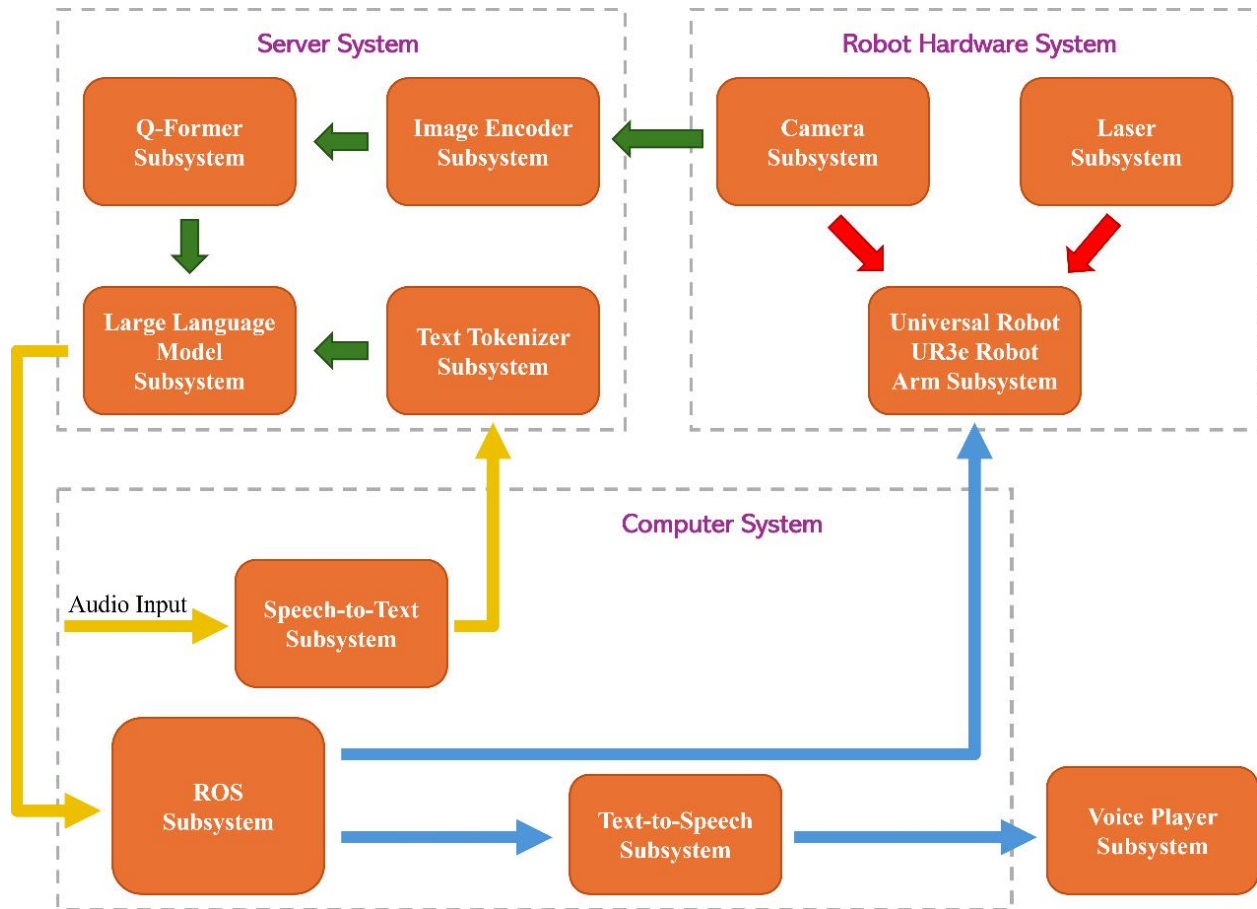 Server System
Q-Former
Subsystem
Image Encoder
Subsystem
Large Language
Model
Subsystem
Text Tokenizer
Subsystem
Robot Hardware System
Camera
Subsystem
Laser
Subsystem
Universal Robot
UR3e Robot
Arm Subsystem
Computer System
Audio Input
Speech-to-Text
Subsystem
ROS
Subsystem
Text-to-Speech
Subsystem
Voice Player
Subsystem